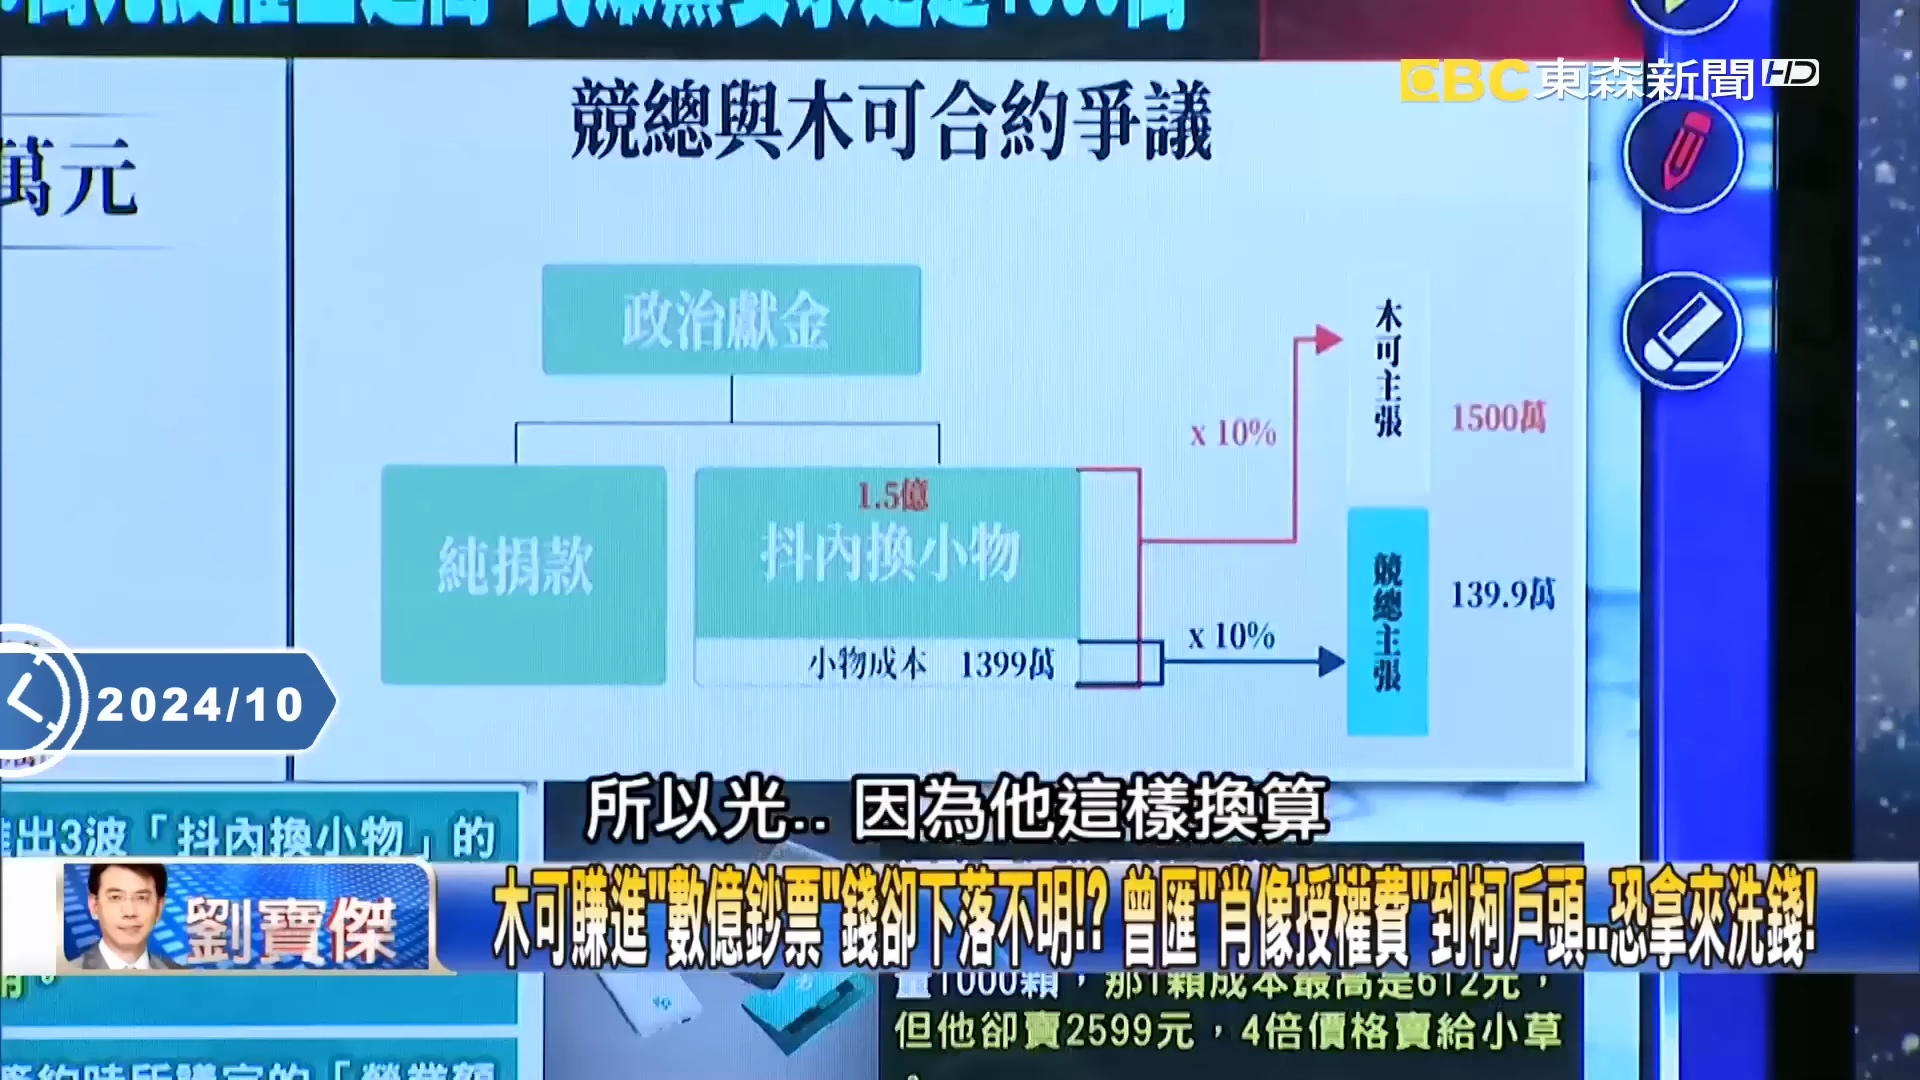 EBC 東森新聞 HD
競總與木可合約爭議
萬元
政治獻金
純捐款
1.5億
抖內換小物
小物成本 1399萬
x 10%
木可主張
1500萬
x 10%
競總主張
139.9萬
2024/10
所以光.. 因為他這樣換算
出3波「抖內換小物」的
劉寶傑
木可賺進"數億鈔票"錢卻下落不明!? 曾匯"肖像授權費"到柯戶頭..恐拿來洗錢!
1000顆，那1顆成本最高是612元，
但他卻賣2599元，4倍價格賣給小草